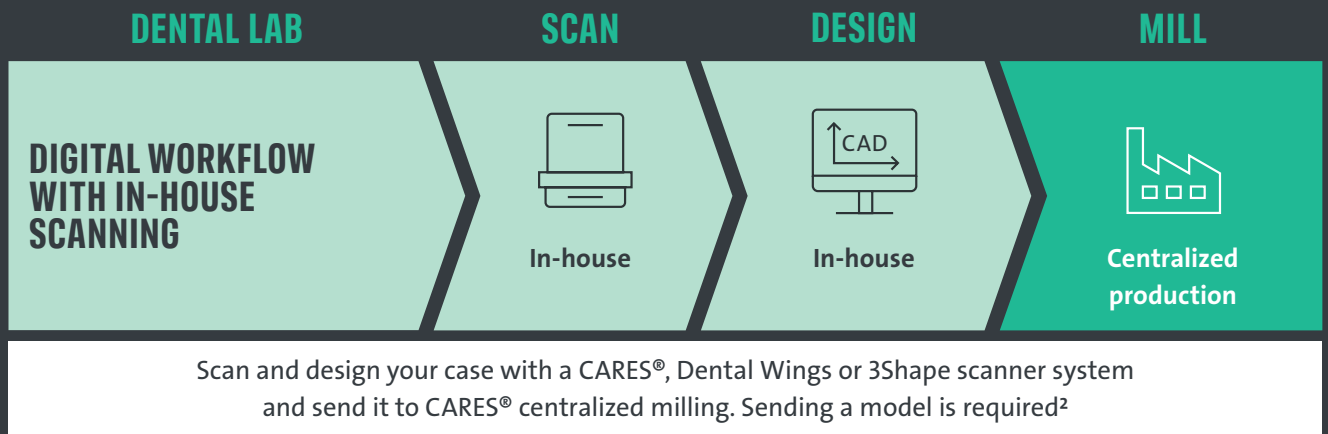 DENTAL LAB
SCAN
DESIGN
MILL
DIGITAL WORKFLOW
WITH IN-HOUSE
SCANNING
In-house
CAD
In-house
Centralized
production
Scan and design your case with a CARES®, Dental Wings or 3Shape scanner system
and send it to CARES® centralized milling. Sending a model is required²